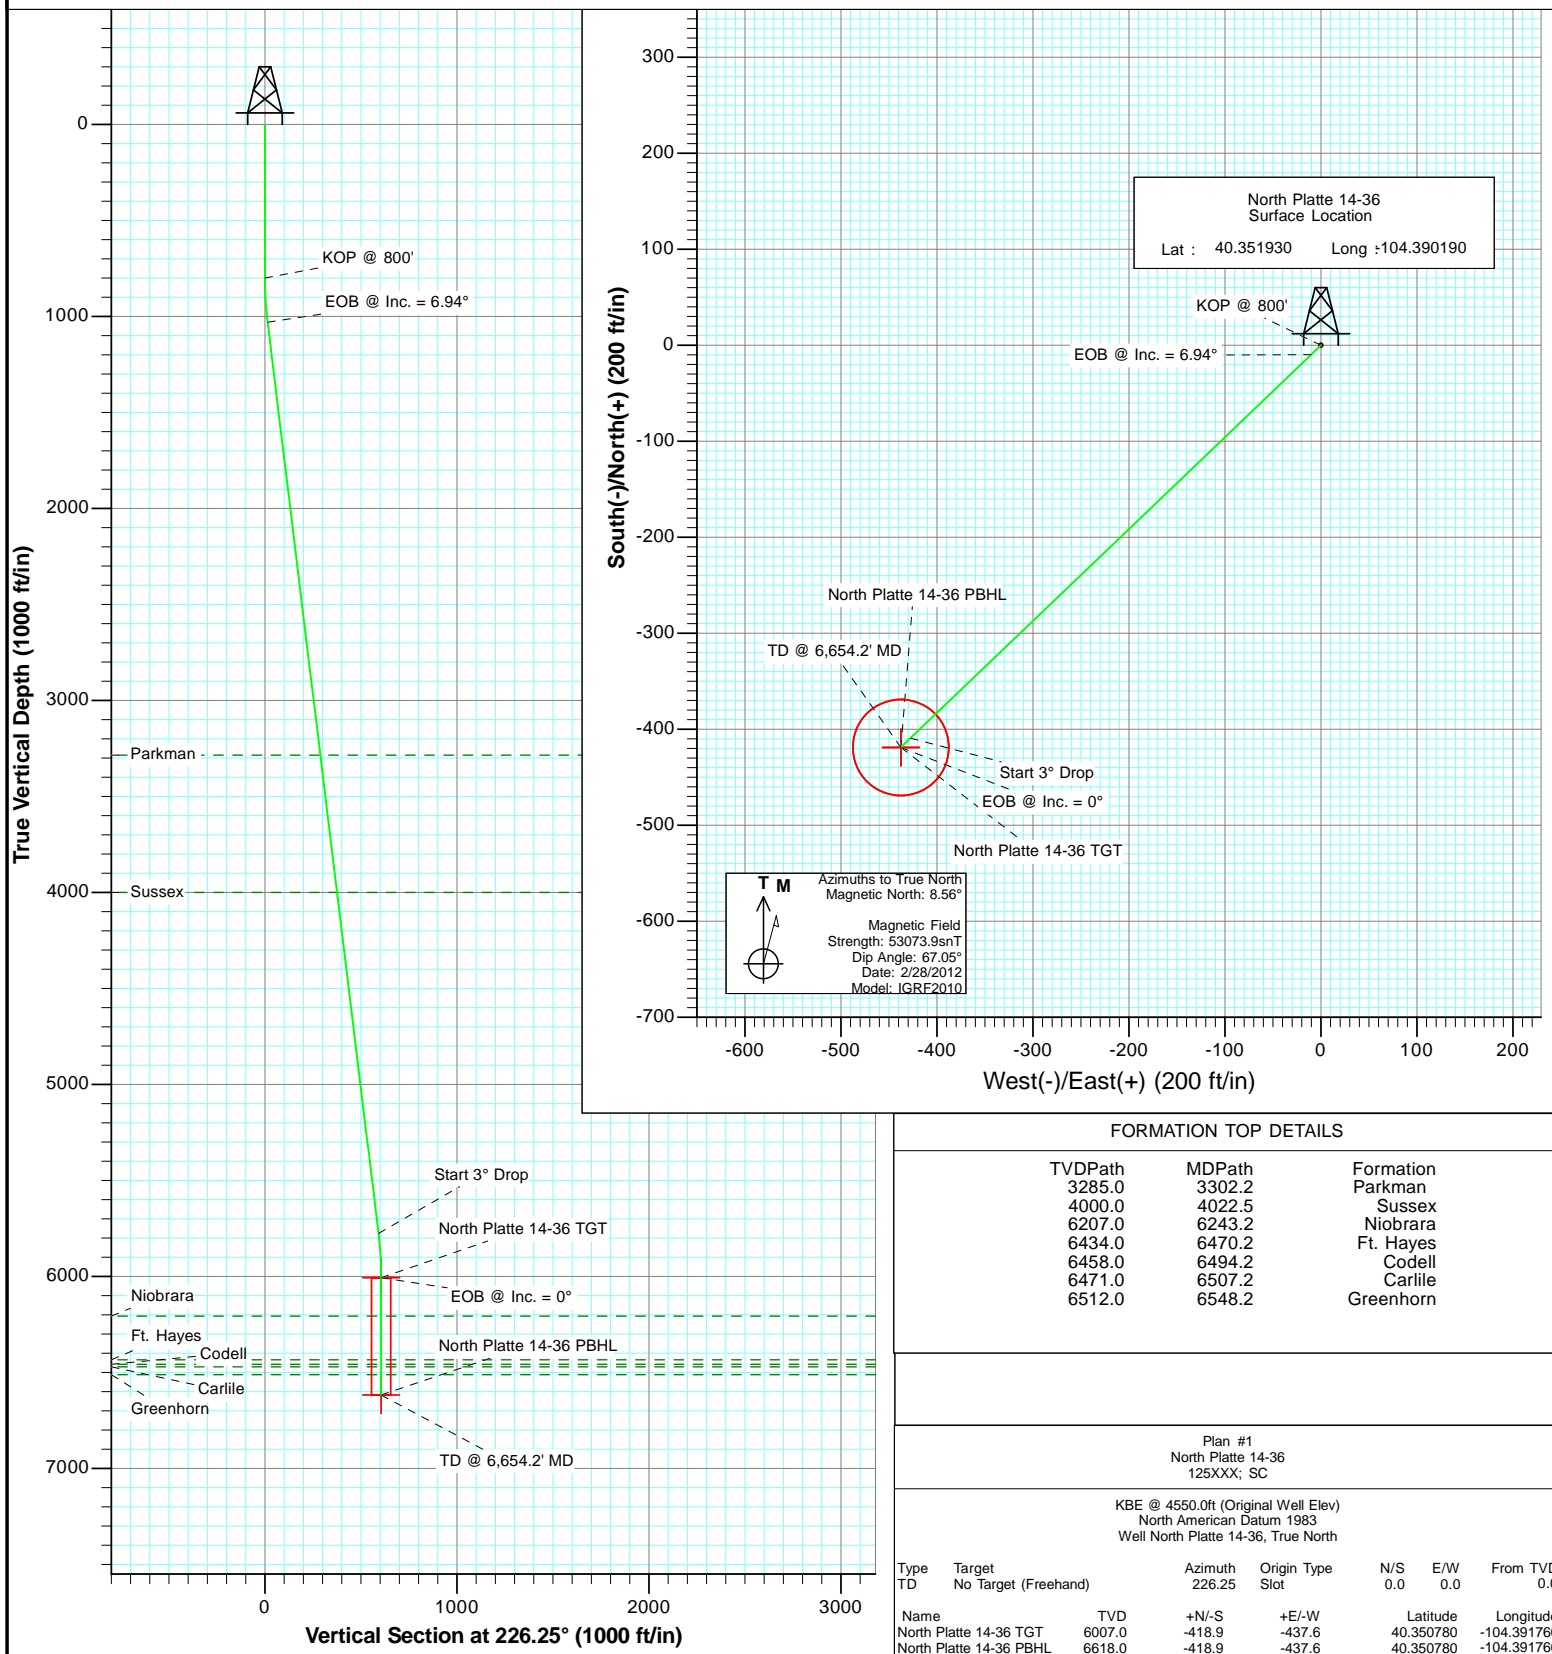 True Vertical Depth (1000 ft/in)
0
1000
2000
3000
4000
5000
6000
7000
KOP @ 800'
EOB @ Inc. = 6.94°
Parkman
Sussex
Start 3° Drop
North Platte 14-36 TGT
EOB @ Inc. = 0°
Niobrara
Ft. Hayes
Codell
North Platte 14-36 PBHL
Carlile
Greenhorn
TD @ 6,654.2' MD
0
1000
2000
3000
Vertical Section at 226.25° (1000 ft/in)
South(-)/North(+) (200 ft/in)
300
200
100
0
-100
-200
-300
-400
-500
-600
-700
North Platte 14-36
Surface Location
Lat : 40.351930 Long :-104.390190
KOP @ 800'
EOB @ Inc. = 6.94°
North Platte 14-36 PBHL
TD @ 6,654.2' MD
Start 3° Drop
EOB @ Inc. = 0°
North Platte 14-36 TGT
T M
Azimuths to True North
Magnetic North: 8.56°
Magnetic Field
Strength: 53073.9snT
Dip Angle: 67.05°
Date: 2/28/2012
Model: IGRF2010
-600
-500
-400
-300
-200
-100
0
100
200
West(-)/East(+) (200 ft/in)
FORMATION TOP DETAILS
TVDPath MDPath Formation
3285.0 3302.2 Parkman
4000.0 4022.5 Sussex
6207.0 6243.2 Niobrara
6434.0 6470.2 Ft. Hayes
6458.0 6494.2 Codell
6471.0 6507.2 Carlile
6512.0 6548.2 Greenhorn
Plan #1
North Platte 14-36
125XXX; SC
KBE @ 4550.0ft (Original Well Elev)
North American Datum 1983
Well North Platte 14-36, True North
Type Target Azimuth Origin Type N/S E/W From TVD
TD No Target (Freehand) 226.25 Slot 0.0 0.0 0.0
Name TVD +N/-S +E/-W Latitude Longitude
North Platte 14-36 TGT 6007.0 -418.9 -437.6 40.350780 -104.391760
North Platte 14-36 PBHL 6618.0 -418.9 -437.6 40.350780 -104.391760